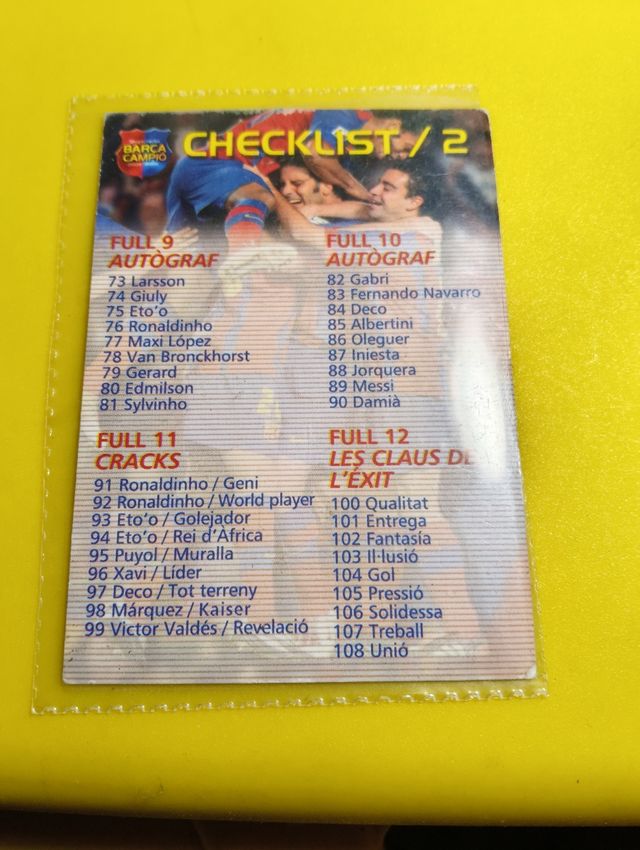 BARÇA
CAMPIÓ
CHECKLIST / 2
FULL 9
AUTÒGRAF
73 Larsson
74 Giuly
75 Eto'o
76 Ronaldinho
77 Maxi López
78 Van Bronckhorst
79 Gerard
80 Edmilson
81 Sylvinho
FULL 10
AUTÒGRAF
82 Gabri
83 Fernando Navarro
84 Deco
85 Albertini
86 Oleguer
87 Iniesta
88 Jorquera
89 Messi
90 Damià
FULL 11
CRACKS
91 Ronaldinho / Geni
92 Ronaldinho / World player
93 Eto'o / Golejador
94 Eto'o / Rei d'Àfrica
95 Puyol / Muralla
96 Xavi / Líder
97 Deco / Tot terreny
98 Márquez / Kaiser
99 Victor Valdés / Revelació
FULL 12
LES CLAUS DE
L'ÉXIT
100 Qualitat
101 Entrega
102 Fantasía
103 Il·lusió
104 Gol
105 Pressió
106 Solidessa
107 Treball
108 Unió